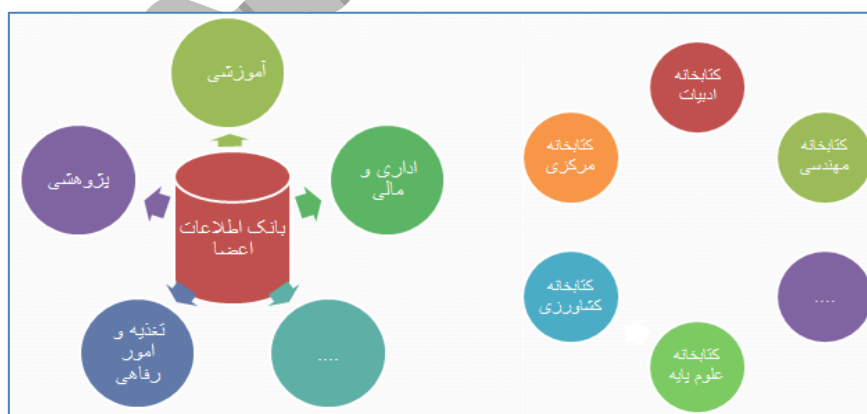 آموزشی
پژوهشی
اداری و
مالی
بانک اطلاعات
اعضا
تغذیه و
امور
رفاهی
....
کتابخانه
ادبیات
کتابخانه
مرکزی
کتابخانه
مهندسی
کتابخانه
کشاورزی
....
کتابخانه
علوم پایه